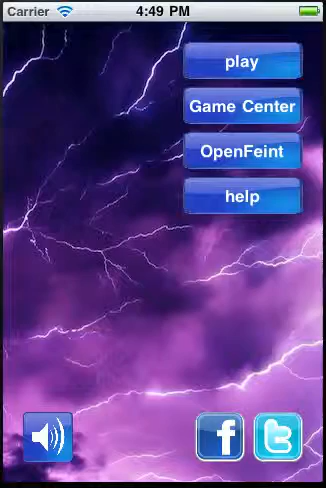 Carrier 4:49 PM
play
Game Center
OpenFeint
help